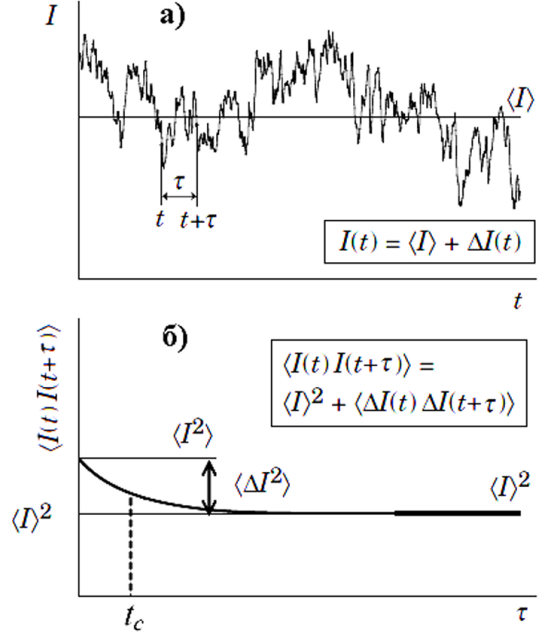 I
а)
⟨I⟩
τ
t
t+τ
I(t) = ⟨I⟩ + ΔI(t)
t
⟨I(t) I(t+τ)⟩
б)
⟨I(t) I(t+τ)⟩ =
⟨I⟩² + ⟨ΔI(t) ΔI(t+τ)⟩
⟨I²⟩
⟨ΔI²⟩
⟨I⟩²
⟨I⟩²
t_c
τ